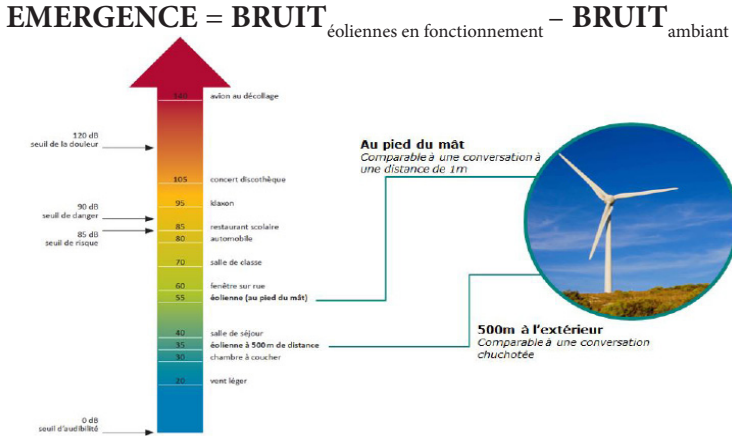 EMERGENCE = BRUIT éoliennes en fonctionnement – BRUIT ambiant
140 avion au décollage
120 dB
seuil de la douleur
Au pied du mât
Comparable à une conversation à
une distance de 1m
105 concert discothèque
95 klaxon
90 dB
seuil de danger
85 restaurant scolaire
85 dB
seuil de risque
80 automobile
70 salle de classe
60 fenêtre sur rue
55 éolienne (au pied du mât)
40 salle de séjour
35 éolienne à 500m de distance
30 chambre à coucher
20 vent léger
500m à l'extérieur
Comparable à une conversation
chuchotée
0 dB
seuil d'audibilité